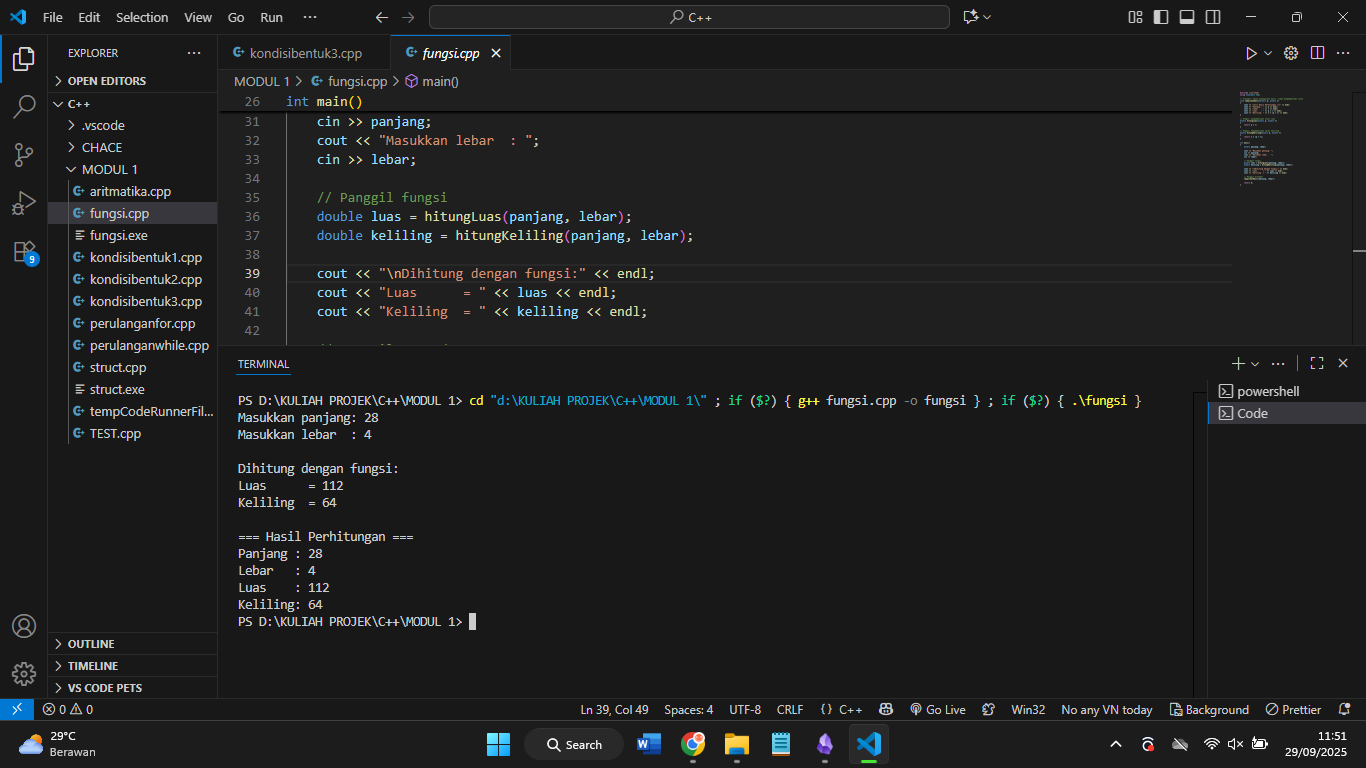 File Edit Selection View Go Run ··· C++
EXPLORER ···
OPEN EDITORS
C++
.vscode
CHACE
MODUL 1
aritmatika.cpp
fungsi.cpp
fungsi.exe
kondisibentuk1.cpp
kondisibentuk2.cpp
kondisibentuk3.cpp
perulanganfor.cpp
perulanganwhile.cpp
struct.cpp
struct.exe
tempCodeRunnerFil...
TEST.cpp
OUTLINE
TIMELINE
VS CODE PETS
9
kondisibentuk3.cpp fungsi.cpp
MODUL 1 > fungsi.cpp > main()
26 int main()
31 cin >> panjang;
32 cout << "Masukkan lebar  : ";
33 cin >> lebar;
34
35 // Panggil fungsi
36 double luas = hitungLuas(panjang, lebar);
37 double keliling = hitungKeliling(panjang, lebar);
38
39 cout << "\nDihitung dengan fungsi:" << endl;
40 cout << "Luas      = " << luas << endl;
41 cout << "Keliling  = " << keliling << endl;
42
TERMINAL
PS D:\KULIAH PROJEK\C++\MODUL 1> cd "d:\KULIAH PROJEK\C++\MODUL 1\" ; if ($?) { g++ fungsi.cpp -o fungsi } ; if ($?) { .\fungsi }
Masukkan panjang: 28
Masukkan lebar  : 4
Dihitung dengan fungsi:
Luas      = 112
Keliling  = 64
=== Hasil Perhitungan ===
Panjang : 28
Lebar   : 4
Luas    : 112
Keliling: 64
PS D:\KULIAH PROJEK\C++\MODUL 1>
powershell
Code
0 0 Ln 39, Col 49 Spaces: 4 UTF-8 CRLF {} C++ Go Live Win32 No any VN today Background Prettier
29°C
Berawan
Search
11:51
29/09/2025